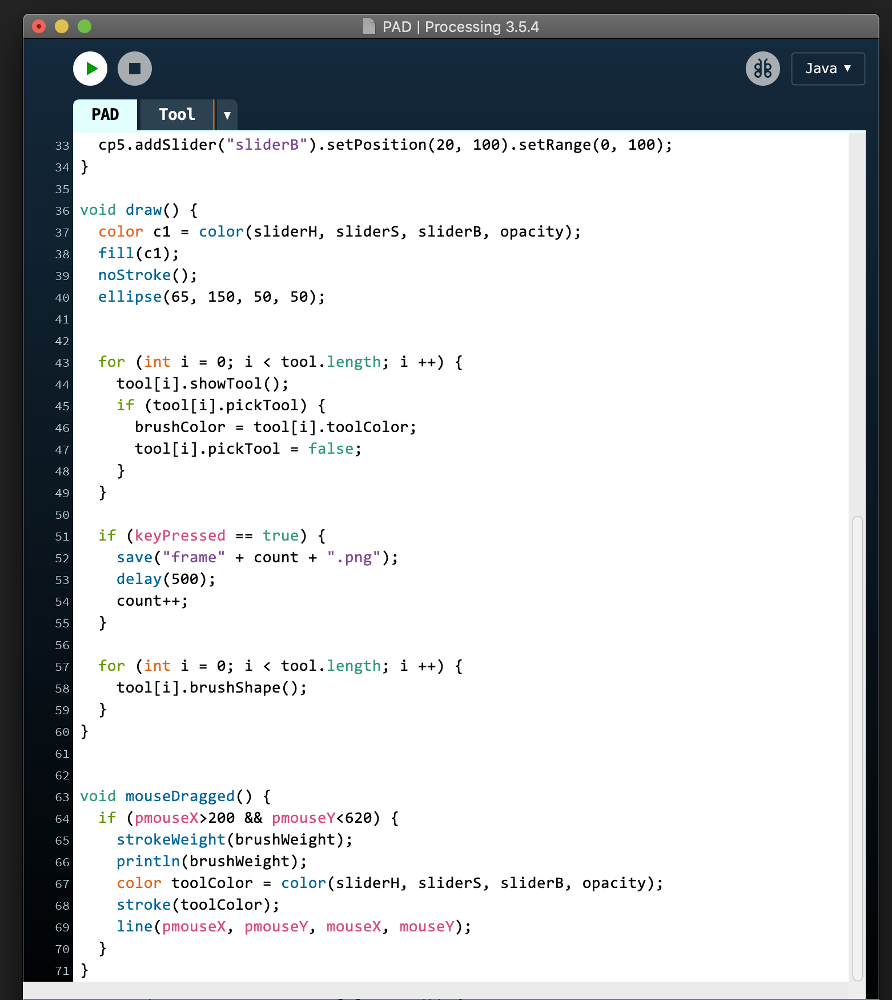 PAD | Processing 3.5.4
Java ▼
PAD Tool ▼
33 cp5.addSlider("sliderB").setPosition(20, 100).setRange(0, 100);
34 }
35
36 void draw() {
37 color c1 = color(sliderH, sliderS, sliderB, opacity);
38 fill(c1);
39 noStroke();
40 ellipse(65, 150, 50, 50);
41
42
43 for (int i = 0; i < tool.length; i ++) {
44 tool[i].showTool();
45 if (tool[i].pickTool) {
46 brushColor = tool[i].toolColor;
47 tool[i].pickTool = false;
48 }
49 }
50
51 if (keyPressed == true) {
52 save("frame" + count + ".png");
53 delay(500);
54 count++;
55 }
56
57 for (int i = 0; i < tool.length; i ++) {
58 tool[i].brushShape();
59 }
60 }
61
62
63 void mouseDragged() {
64 if (pmouseX>200 && pmouseY<620) {
65 strokeWeight(brushWeight);
66 println(brushWeight);
67 color toolColor = color(sliderH, sliderS, sliderB, opacity);
68 stroke(toolColor);
69 line(pmouseX, pmouseY, mouseX, mouseY);
70 }
71 }